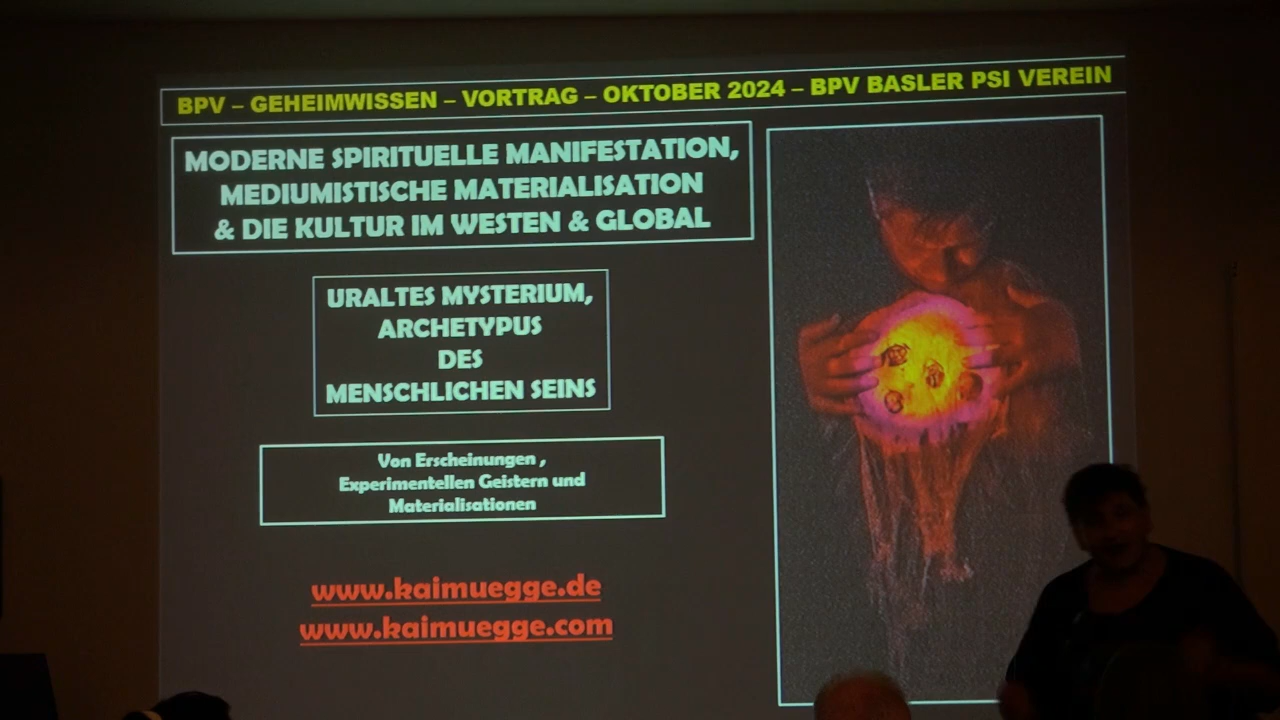 BPV – GEHEIMWISSEN – VORTRAG – OKTOBER 2024 – BPV BASLER PSI VEREIN
MODERNE SPIRITUELLE MANIFESTATION,
MEDIUMISTISCHE MATERIALISATION
& DIE KULTUR IM WESTEN & GLOBAL
URALTES MYSTERIUM,
ARCHETYPUS
DES
MENSCHLICHEN SEINS
Von Erscheinungen ,
Experimentellen Geistern und
Materialisationen
www.kaimuegge.de
www.kaimuegge.com